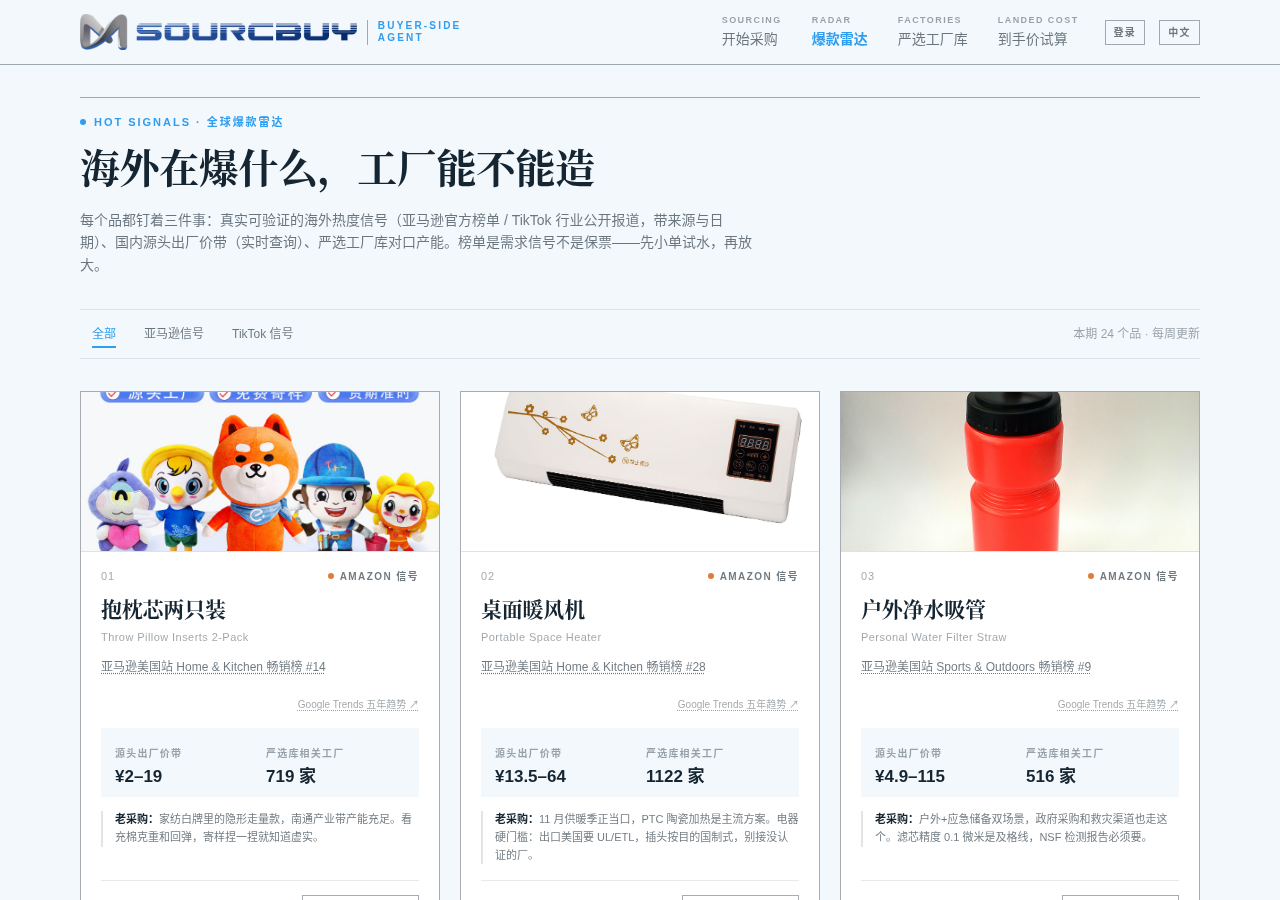 SOURCBUY
BUYER-SIDE
AGENT
SOURCING
开始采购
RADAR
爆款雷达
FACTORIES
严选工厂库
LANDED COST
到手价试算
登录
中文
HOT SIGNALS · 全球爆款雷达
海外在爆什么，工厂能不能造
每个品都钉着三件事：真实可验证的海外热度信号（亚马逊官方榜单 / TikTok 行业公开报道，带来源与日
期）、国内源头出厂价带（实时查询）、严选工厂库对口产能。榜单是需求信号不是保票——先小单试水，再放
大。
全部
亚马逊信号
TikTok 信号
本期 24 个品 · 每周更新
源头工厂
免费寄样
货期准时
01
AMAZON 信号
抱枕芯两只装
Throw Pillow Inserts 2-Pack
亚马逊美国站 Home & Kitchen 畅销榜 #14
Google Trends 五年趋势 ↗
源头出厂价带
¥2–19
严选库相关工厂
719 家
老采购：家纺白牌里的隐形走量款，南通产业带产能充足。看
充棉克重和回弹，寄样捏一捏就知道虚实。
02
AMAZON 信号
桌面暖风机
Portable Space Heater
亚马逊美国站 Home & Kitchen 畅销榜 #28
Google Trends 五年趋势 ↗
源头出厂价带
¥13.5–64
严选库相关工厂
1122 家
老采购：11 月供暖季正当口，PTC 陶瓷加热是主流方案。电器
硬门槛：出口美国要 UL/ETL，插头按目的国制式，别接没认
证的厂。
03
AMAZON 信号
户外净水吸管
Personal Water Filter Straw
亚马逊美国站 Sports & Outdoors 畅销榜 #9
Google Trends 五年趋势 ↗
源头出厂价带
¥4.9–115
严选库相关工厂
516 家
老采购：户外+应急储备双场景，政府采购和救灾渠道也走这
个。滤芯精度 0.1 微米是及格线，NSF 检测报告必须要。